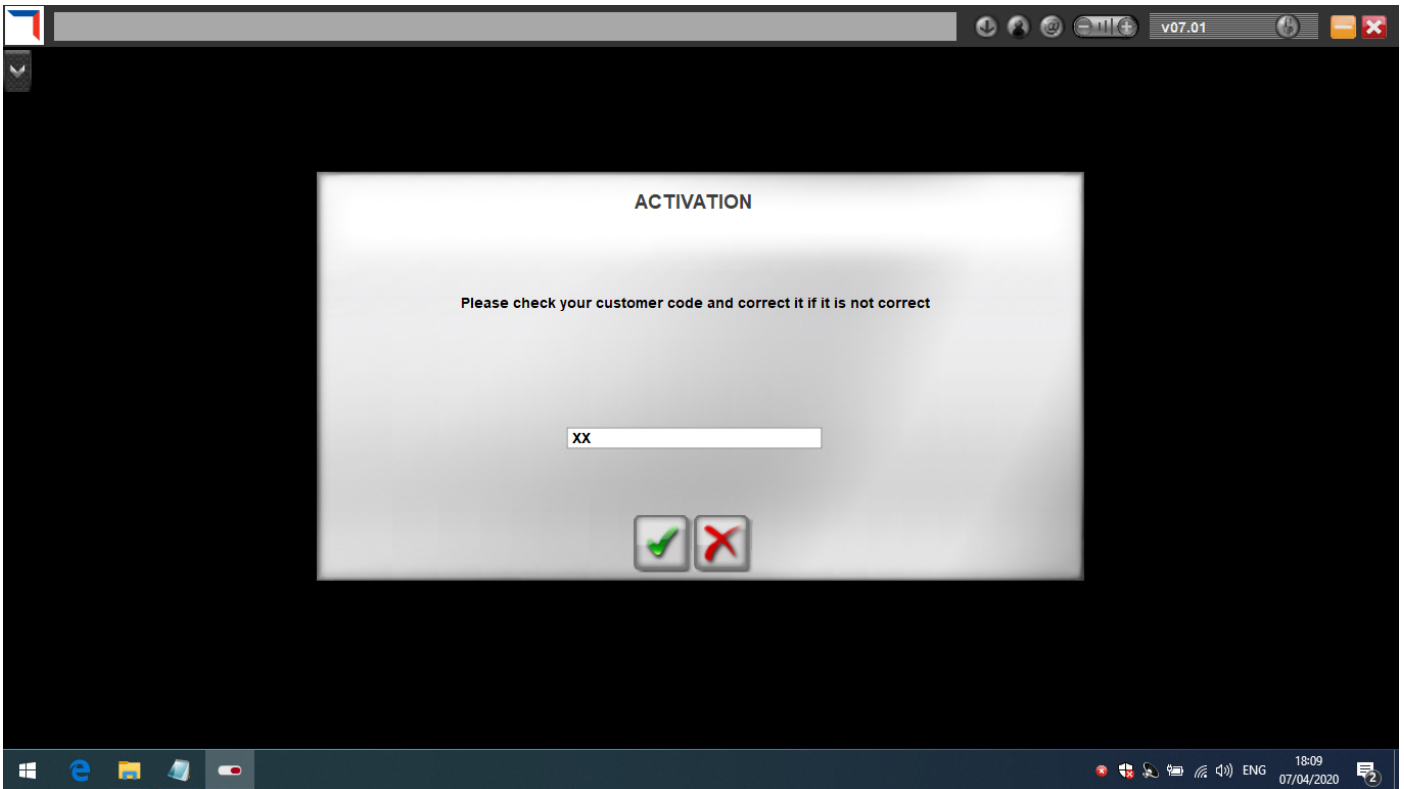 v07.01
ACTIVATION
Please check your customer code and correct it if it is not correct
XX
ENG
18:09
07/04/2020
2